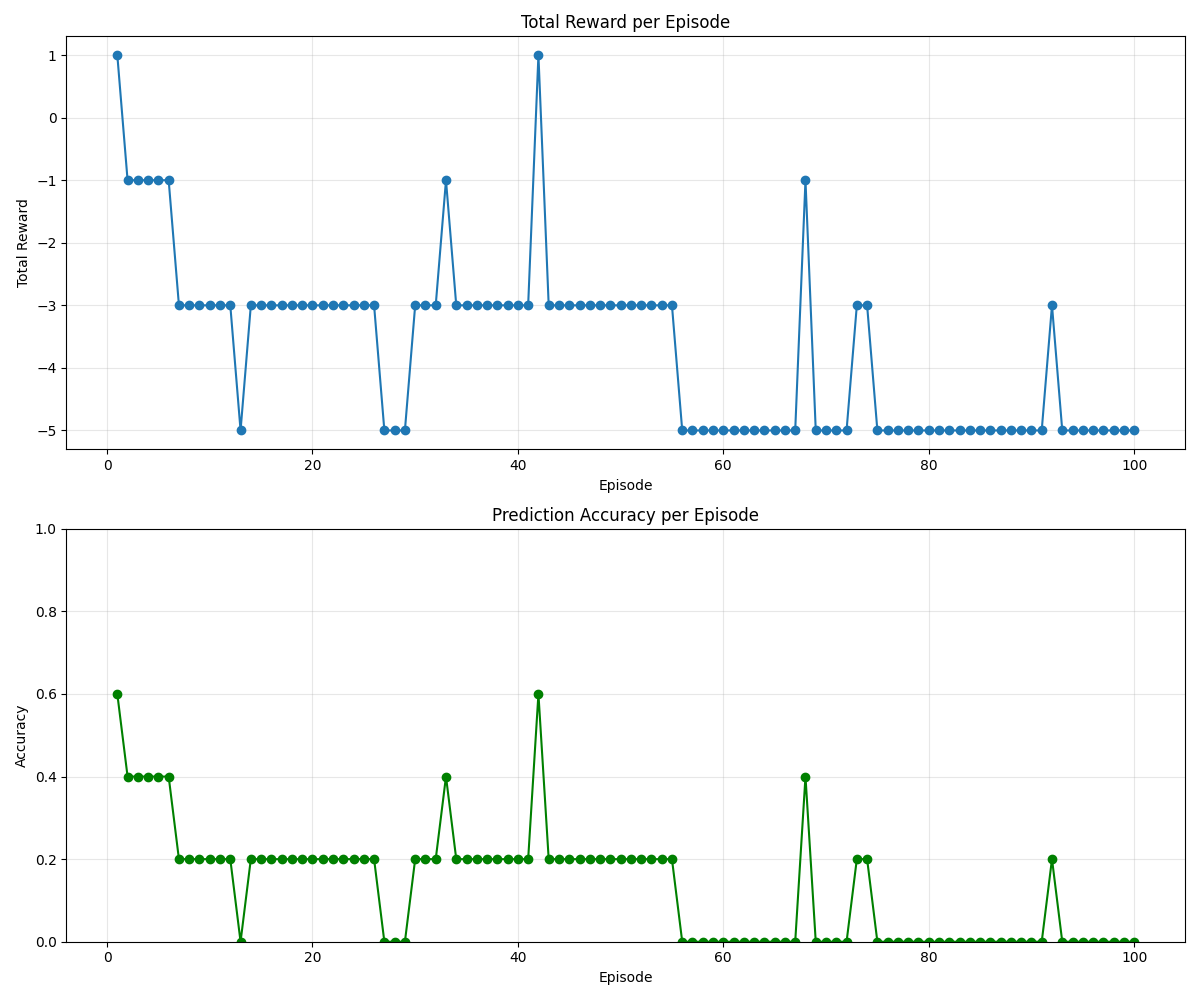 Total Reward per Episode
1
0
−1
−2
−3
−4
−5
Total Reward
0 20 40 60 80 100
Episode
Prediction Accuracy per Episode
1.0
0.8
0.6
0.4
0.2
0.0
Accuracy
0 20 40 60 80 100
Episode